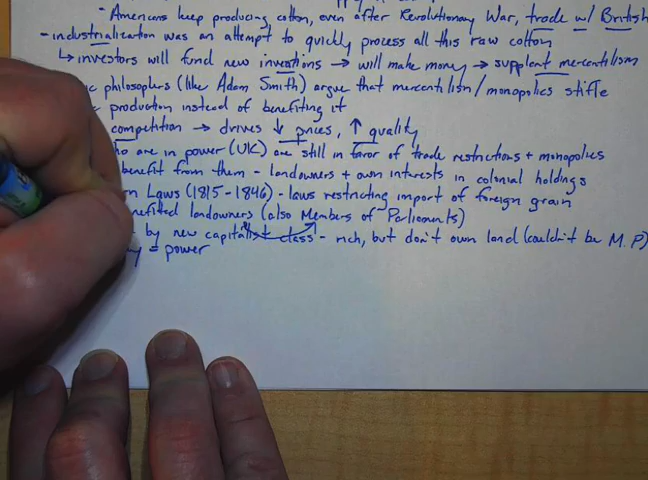 - Americans keep producing cotton, even after Revolutionary War, trade w/ British
- industrialization was an attempt to quickly process all this raw cotton
↳ investors will fund new inventions → will make money → supplant mercantilism
philosophers (like Adam Smith) argue that mercantilism/monopolies stifle
production instead of benefiting it
competition → drives ↓ prices, ↑ quality
who are in power (UK) are still in favor of trade restrictions + monopolies
benefit from them - landowners + own interests in colonial holdings
Laws (1815-1846) - laws restricting import of foreign grain
benefitted landowners (also Members of Parliaments)
by new capitalist class - rich, but don't own land (couldn't be M.P)
= power